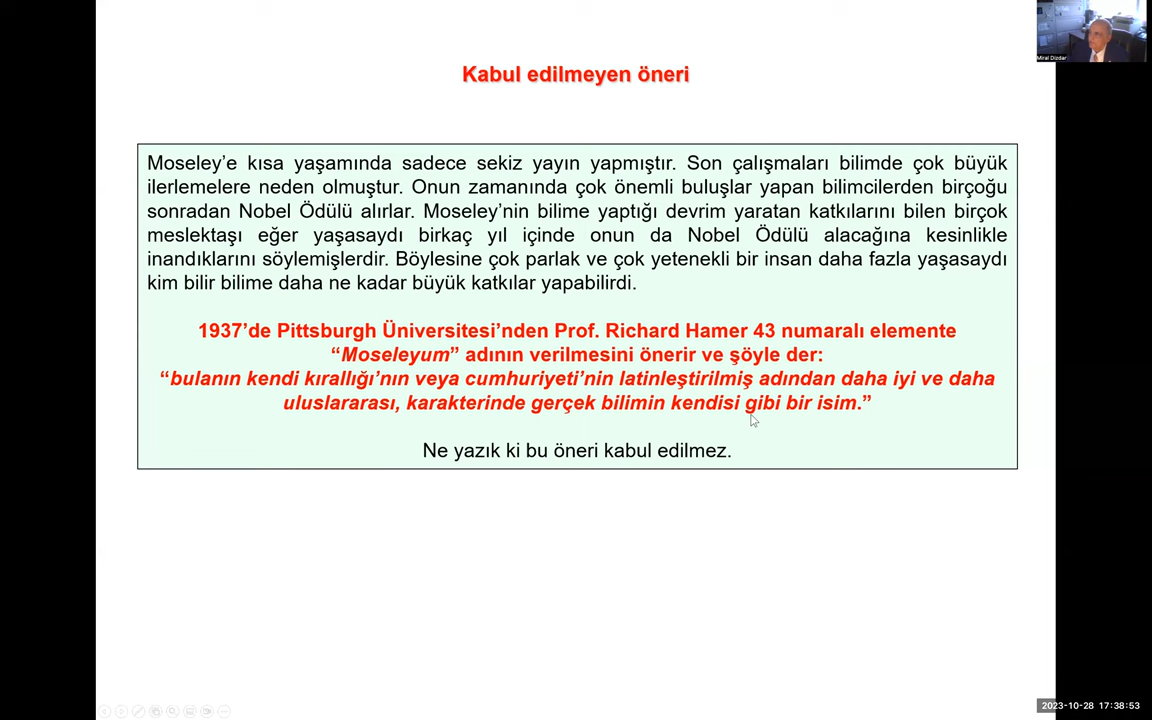 Kabul edilmeyen öneri
Miral Dizdar
Moseley’e kısa yaşamında sadece sekiz yayın yapmıştır. Son çalışmaları bilimde çok büyük
ilerlemelere neden olmuştur. Onun zamanında çok önemli buluşlar yapan bilimcilerden birçoğu
sonradan Nobel Ödülü alırlar. Moseley’nin bilime yaptığı devrim yaratan katkılarını bilen birçok
meslektaşı eğer yaşasaydı birkaç yıl içinde onun da Nobel Ödülü alacağına kesinlikle
inandıklarını söylemişlerdir. Böylesine çok parlak ve çok yetenekli bir insan daha fazla yaşasaydı
kim bilir bilime daha ne kadar büyük katkılar yapabilirdi.
1937’de Pittsburgh Üniversitesi’nden Prof. Richard Hamer 43 numaralı elemente
“Moseleyum” adının verilmesini önerir ve şöyle der:
“bulanın kendi kırallığı’nın veya cumhuriyeti’nin latinleştirilmiş adından daha iyi ve daha
uluslararası, karakterinde gerçek bilimin kendisi gibi bir isim.”
Ne yazık ki bu öneri kabul edilmez.
2023-10-28 17:38:53